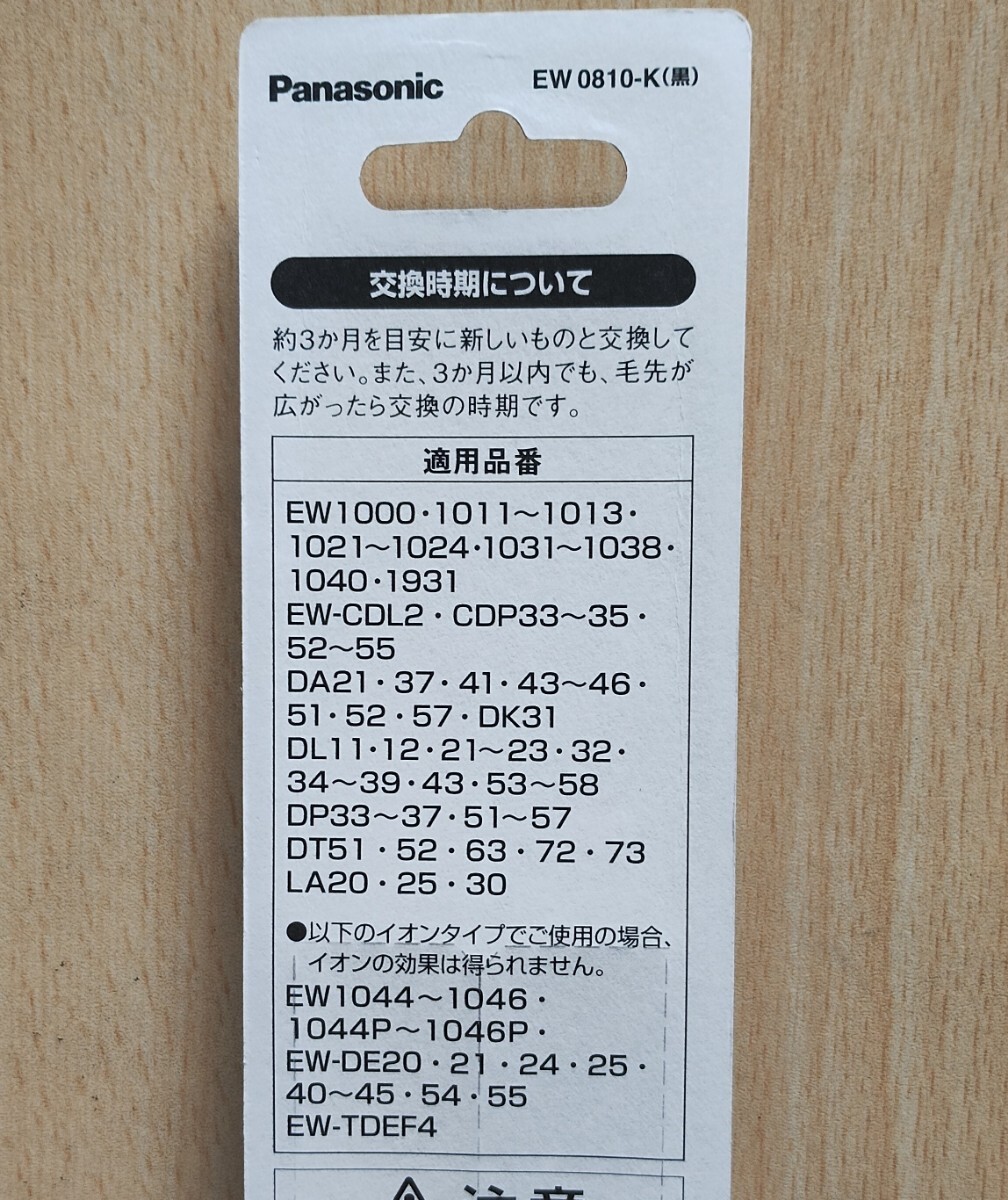 Panasonic
EW 0810-K(黒)
交換時期について
約3か月を目安に新しいものと交換して
ください。また、3か月以内でも、毛先が
広がったら交換の時期です。
適用品番
EW1000・1011〜1013・
1021〜1024・1031〜1038・
1040・1931
EW-CDL2・CDP33〜35・
52〜55
DA21・37・41・43〜46・
51・52・57・DK31
DL11・12・21〜23・32・
34〜39・43・53〜58
DP33〜37・51〜57
DT51・52・63・72・73
LA20・25・30
●以下のイオンタイプでご使用の場合、
イオンの効果は得られません。
EW1044〜1046・
1044P〜1046P・
EW-DE20・21・24・25・
40〜45・54・55
EW-TDEF4
注意